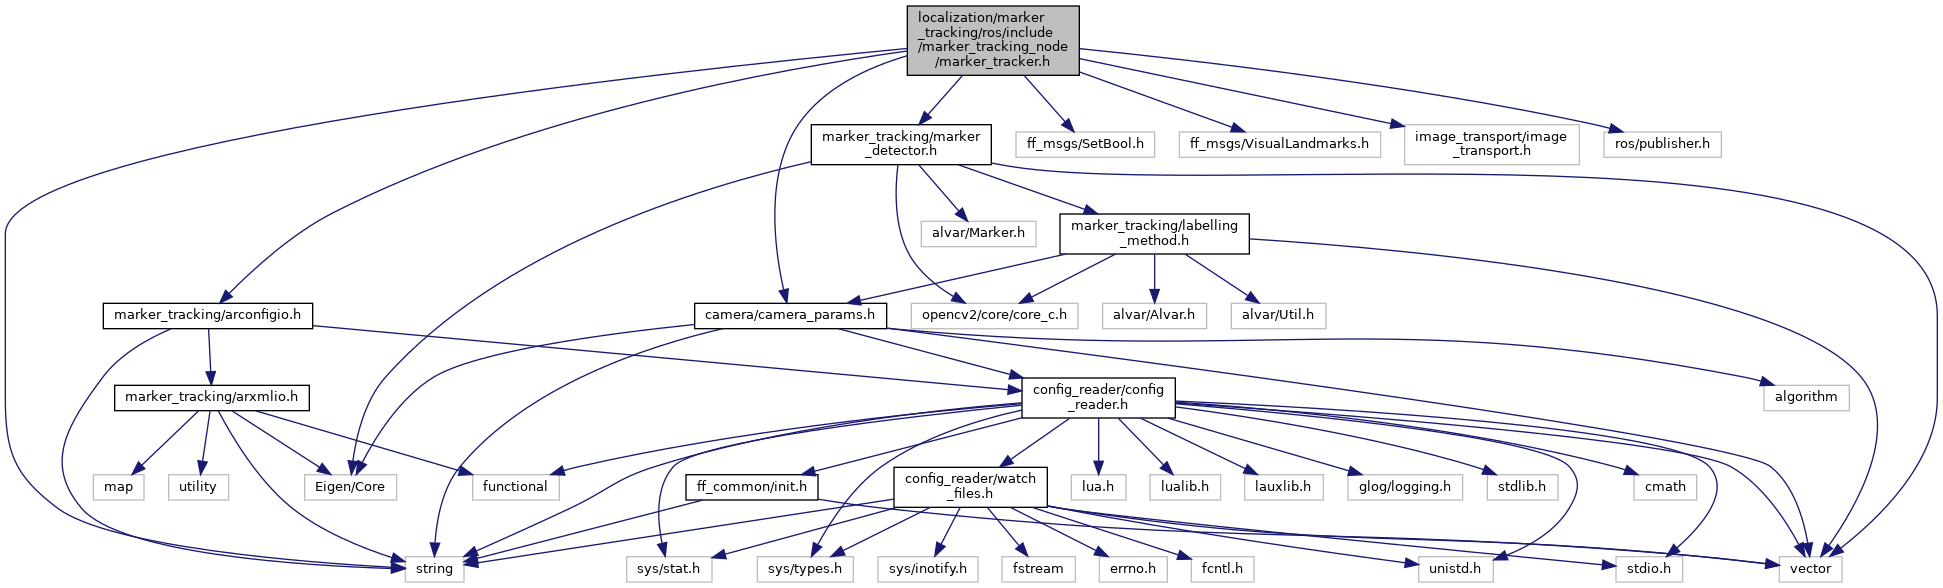 localization/marker
_tracking/ros/include
/marker_tracking_node
/marker_tracker.h
marker_tracking/marker
_detector.h
ff_msgs/SetBool.h
ff_msgs/VisualLandmarks.h
image_transport/image
_transport.h
ros/publisher.h
alvar/Marker.h
marker_tracking/labelling
_method.h
marker_tracking/arconfigio.h
camera/camera_params.h
opencv2/core/core_c.h
alvar/Alvar.h
alvar/Util.h
marker_tracking/arxmlio.h
config_reader/config
_reader.h
algorithm
map
utility
Eigen/Core
functional
ff_common/init.h
config_reader/watch
_files.h
lua.h
lualib.h
lauxlib.h
glog/logging.h
stdlib.h
cmath
string
sys/stat.h
sys/types.h
sys/inotify.h
fstream
errno.h
fcntl.h
unistd.h
stdio.h
vector